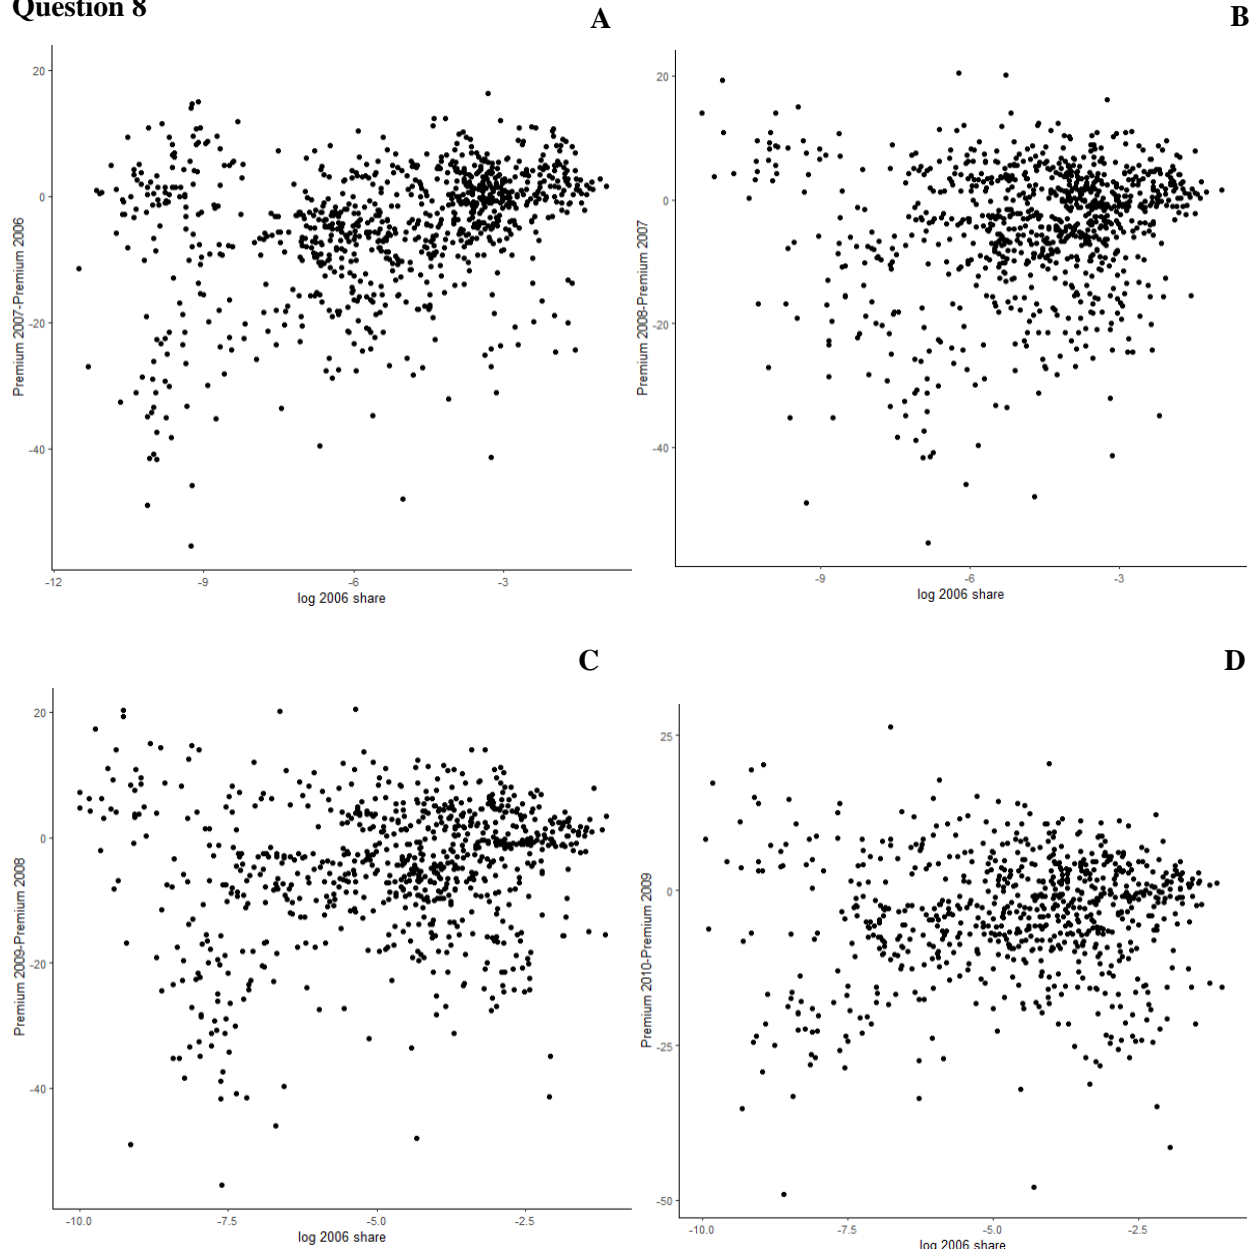 Question 8
A
B
20
0
-20
-40
Premium 2007-Premium 2006
-12
-9
-6
-3
log 2006 share
20
0
-20
-40
Premium 2008-Premium 2007
-9
-6
-3
log 2006 share
C
D
20
0
-20
-40
Premium 2009-Premium 2008
-10.0
-7.5
-5.0
-2.5
log 2006 share
25
0
-25
-50
Premium 2010-Premium 2009
-10.0
-7.5
-5.0
-2.5
log 2006 share